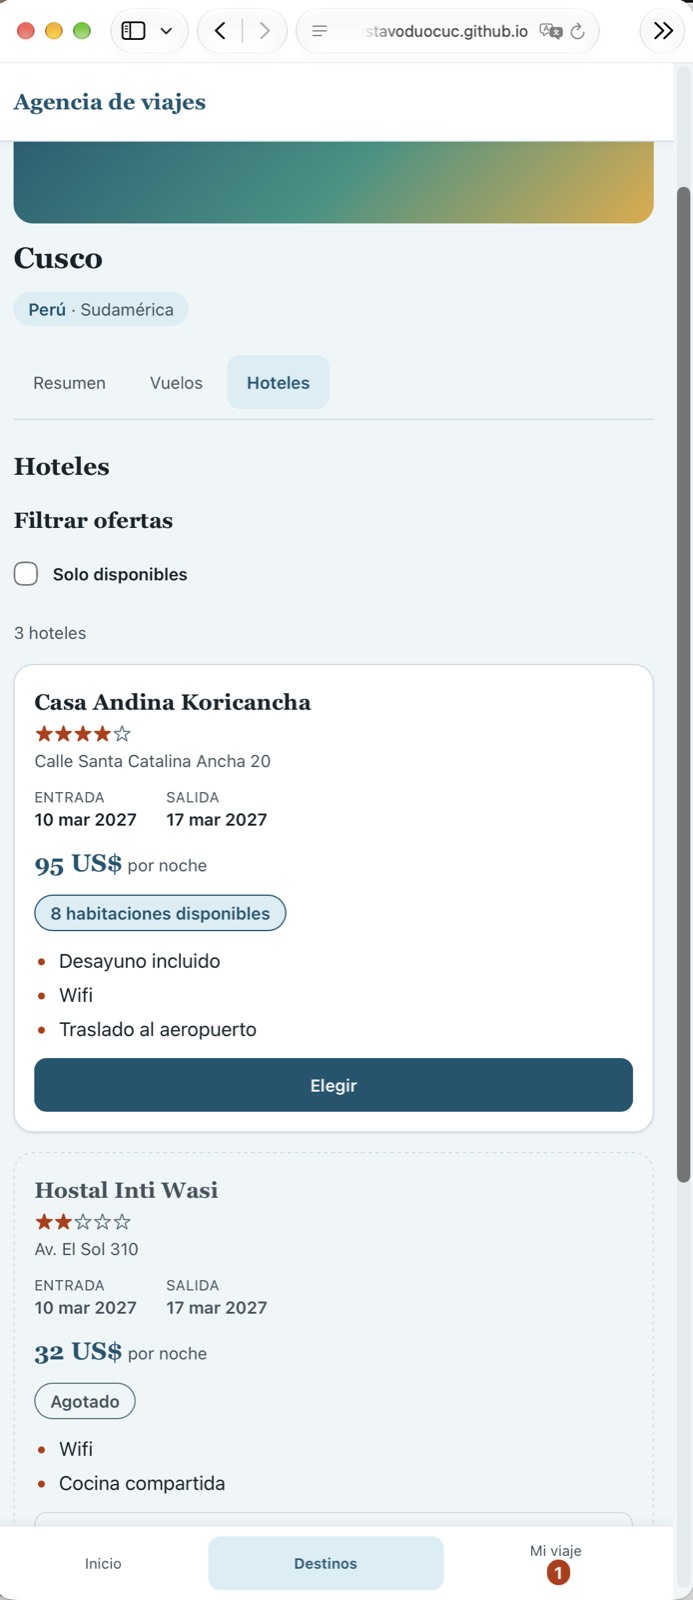 stavoduocuc.github.io
Agencia de viajes
Cusco
Perú · Sudamérica
Resumen
Vuelos
Hoteles
Hoteles
Filtrar ofertas
Solo disponibles
3 hoteles
Casa Andina Koricancha
★★★★☆
Calle Santa Catalina Ancha 20
ENTRADA
SALIDA
10 mar 2027
17 mar 2027
95 US$ por noche
8 habitaciones disponibles
• Desayuno incluido
• Wifi
• Traslado al aeropuerto
Elegir
Hostal Inti Wasi
★★☆☆☆
Av. El Sol 310
ENTRADA
SALIDA
10 mar 2027
17 mar 2027
32 US$ por noche
Agotado
• Wifi
• Cocina compartida
Inicio
Destinos
Mi viaje
1